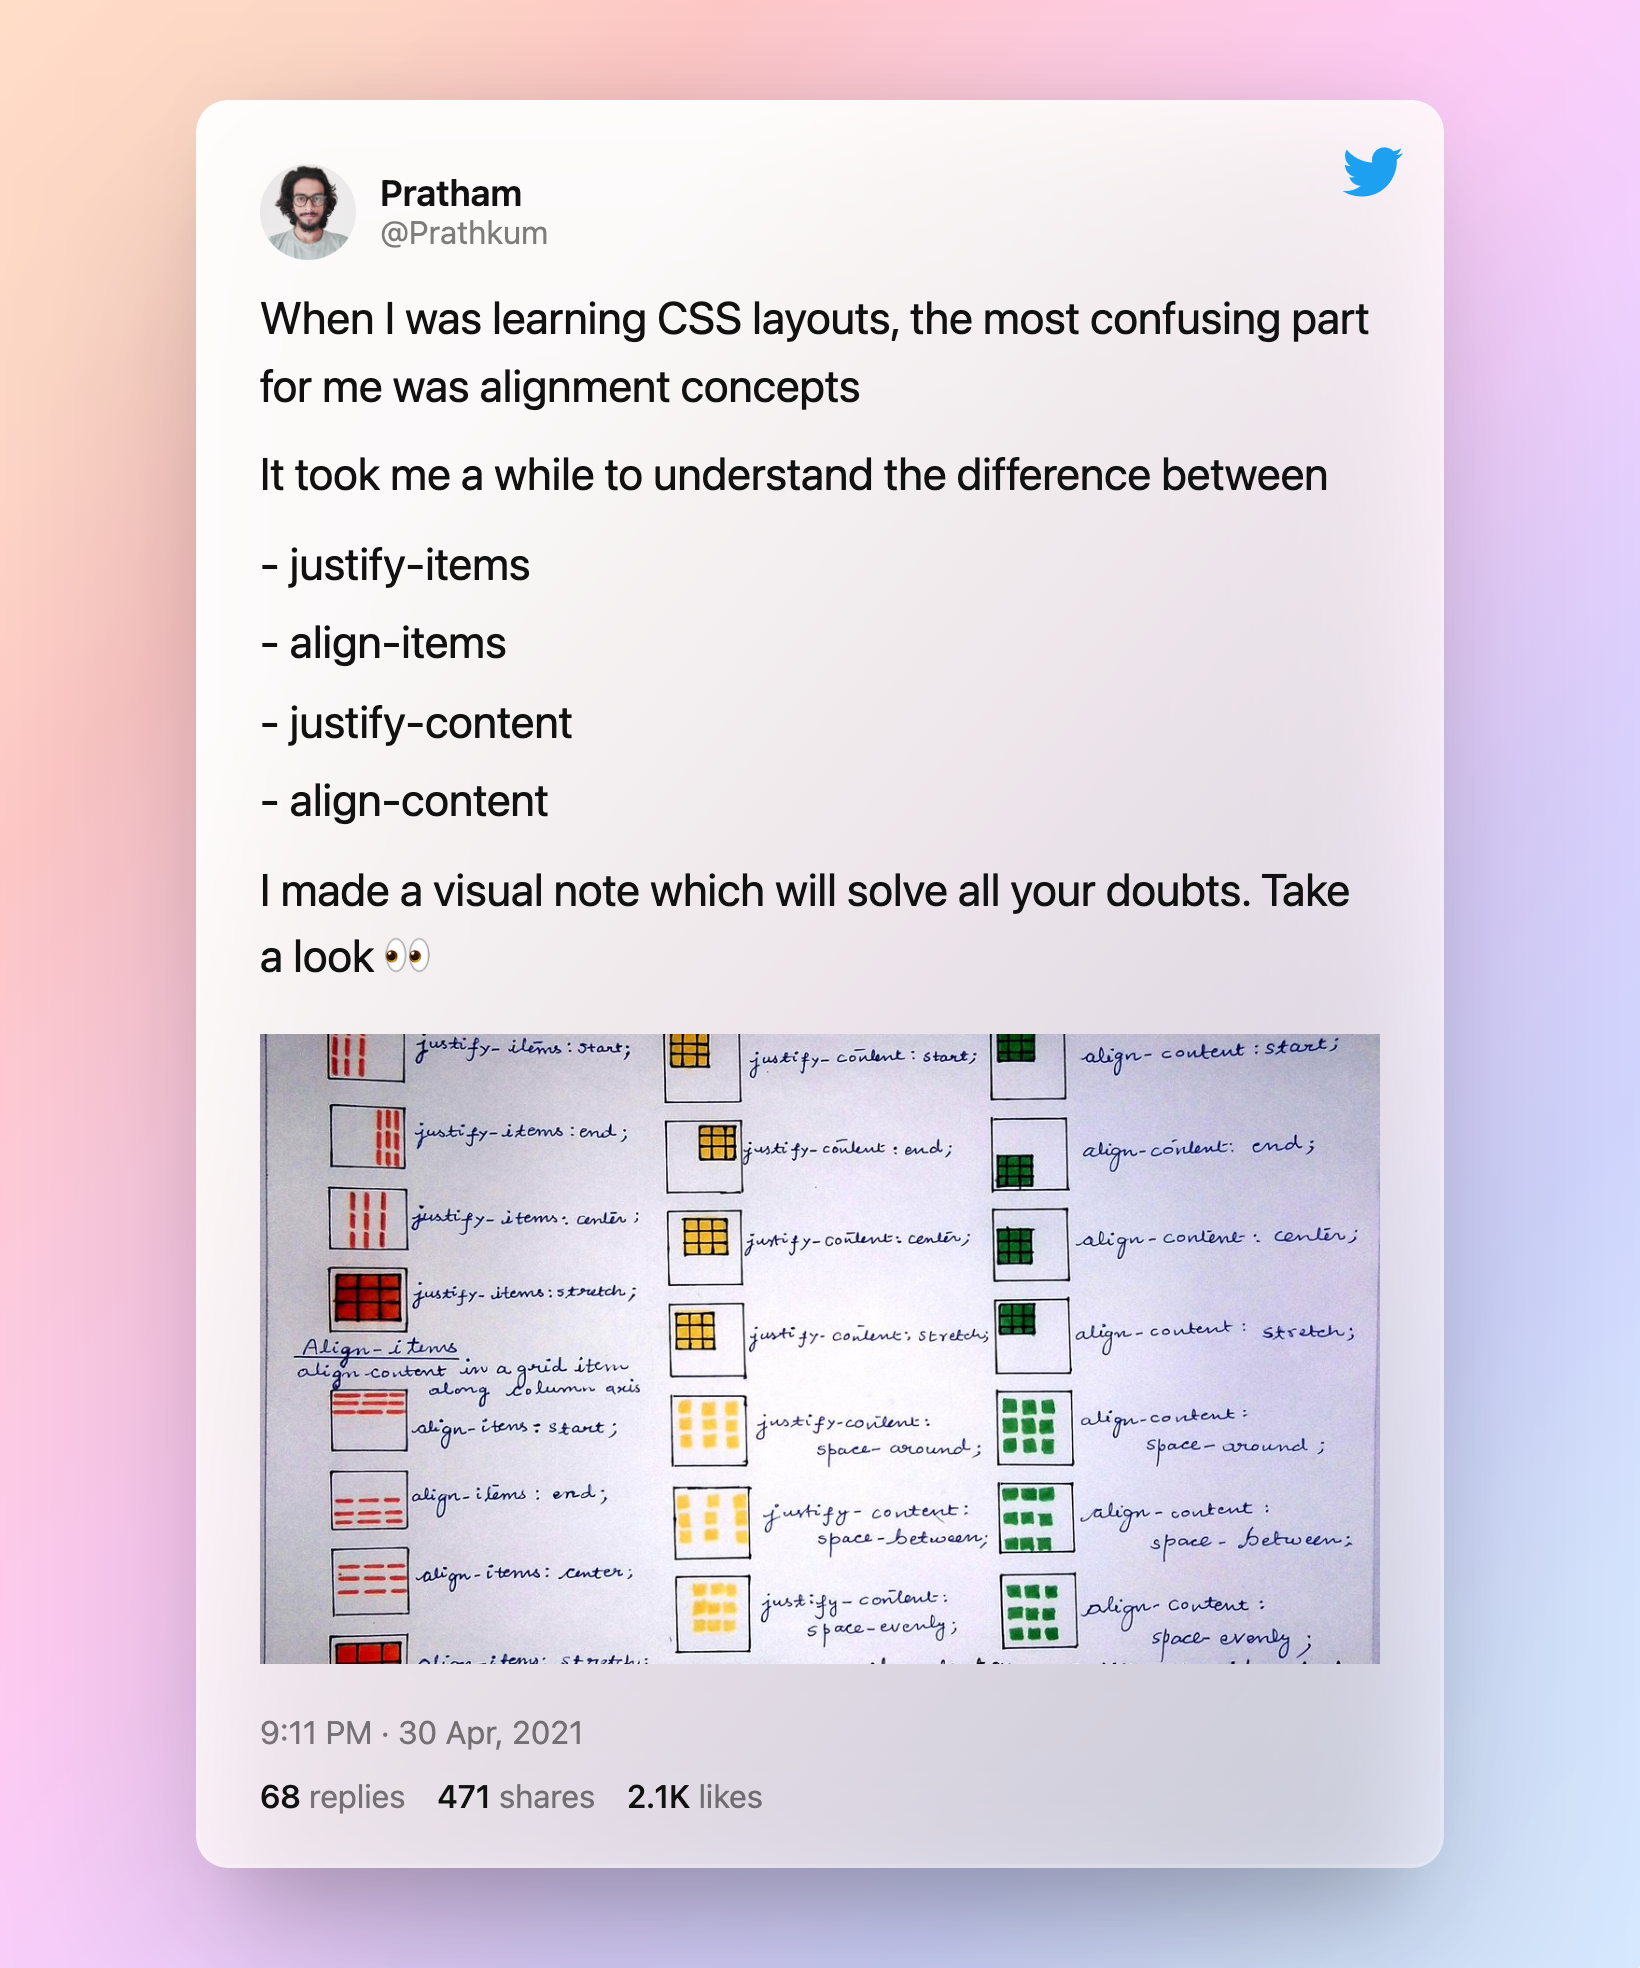 Pratham
@Prathkum
When I was learning CSS layouts, the most confusing part
for me was alignment concepts
It took me a while to understand the difference between
- justify-items
- align-items
- justify-content
- align-content
I made a visual note which will solve all your doubts. Take
a look 👀
justify-items: start;
justify-items: end;
justify-items: center;
justify-items: stretch;
Align-items
align-content in a grid item
along column axis
align-items: start;
align-items: end;
align-items: center;
align-items: stretch;
justify-content: start;
justify-content: end;
justify-content: center;
justify-content: stretch;
justify-content:
space-around;
justify-content:
space-between;
justify-content:
space-evenly;
align-content: start;
align-content: end;
align-content: center;
align-content: stretch;
align-content:
space-around;
align-content:
space-between;
align-content:
space evenly;
9:11 PM · 30 Apr, 2021
68 replies 471 shares 2.1K likes